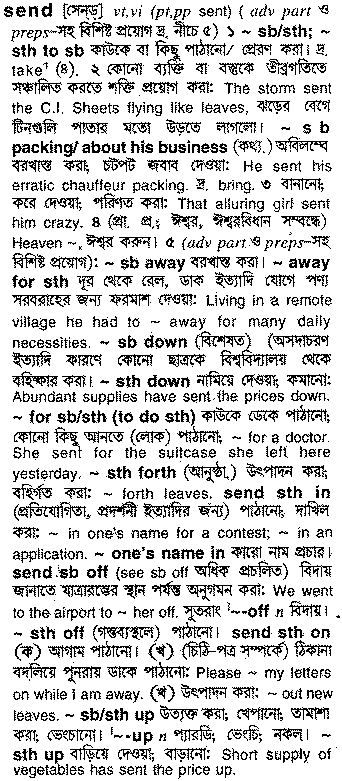 send [সেন্‌ড্] vt,vi (pt,pp sent) ( adv part ও
preps-সহ বিশিষ্ট প্রয়োগ দ্র. নীচে ৫) ১ ~ sb/sth; ~
sth to sb কাউকে বা কিছু পাঠানো/ প্রেরণ করা। দ্র.
take¹ (৪). ২ কোনো ব্যক্তি বা বস্তুকে তীব্রগতিতে
সঞ্চালিত করতে শক্তি প্রয়োগ করা: The storm sent
the C.I. Sheets flying like leaves, ঝড়ের বেগে
টিনগুলি পাতার মতো উড়তে লাগলো। ~ s b
packing/ about his business (কথ্য.) অবিলম্বে
বরখাস্ত করা; চটপট জবাব দেওয়া: He sent his
erratic chauffeur packing. দ্র. bring. ৩ বানানো;
করে দেওয়া; পরিণত করা: That alluring girl sent
him crazy. ৪ (প্রা. প্র.; ঈশ্বর, ঈশ্বরবিধান সম্বন্ধে)
Heaven ~, ঈশ্বর করুন। ৫ (adv part ও preps–সহ
বিশিষ্ট প্রয়োগ): ~ sb away বরখাস্ত করা। ~ away
for sth দূর থেকে রেল, ডাক ইত্যাদি যোগে পণ্য
সরবরাহের জন্য ফরমাশ দেওয়া: Living in a remote
village he had to ~ away for many daily
necessities. ~ sb down (বিশেষত) (অসদাচরণ
ইত্যাদি কারণে কোনো ছাত্রকে বিশ্ববিদ্যালয় থেকে
বহিষ্কার করা। ~ sth down নামিয়ে দেওয়া; কমানো:
Abundant supplies have sent the prices down.
~ for sb/sth (to do sth) কাউকে ডেকে পাঠানো;
কোনো কিছু আনতে (লোক) পাঠানো; ~ for a doctor.
She sent for the suitcase she left here
yesterday. ~ sth forth (আনুষ্ঠা.) উৎপাদন করা;
বহির্গত করা: ~ forth leaves. send sth in
(প্রতিযোগিতা, প্রদর্শনী ইত্যাদির জন্য) পাঠানো; দাখিল
করা: ~ in one's name for a contest; ~ in an
application. ~ one's name in কারো নাম প্রচার।
send sb off (see sb off অধিক প্রচলিত) বিদায়
জানাতে যাত্রারম্ভের স্থান পর্যন্ত অনুগমন করা: We went
to the airport to ~ her off. সুতরাং ¹~-off n বিদায়।
~ sth off (গন্তব্যস্থলে) পাঠানো। send sth on
(ক) আগাম পাঠানো। (খ) (চিঠি-পত্র সম্পর্কে) ঠিকানা
বদলিয়ে পুনরায় ডাকে পাঠানো: Please ~ my letters
on while I am away. (খ) উৎপাদন করা: ~ out new
leaves. ~ sb/sth up উত্যক্ত করা, খেপানো; তামাশা
করা; ভেংচানো। ¹~-up n প্যারডি; ভেংচি; নকল। ~
sth up বাড়িয়ে দেওয়া; বাড়ানো: Short supply of
vegetables has sent the price up.